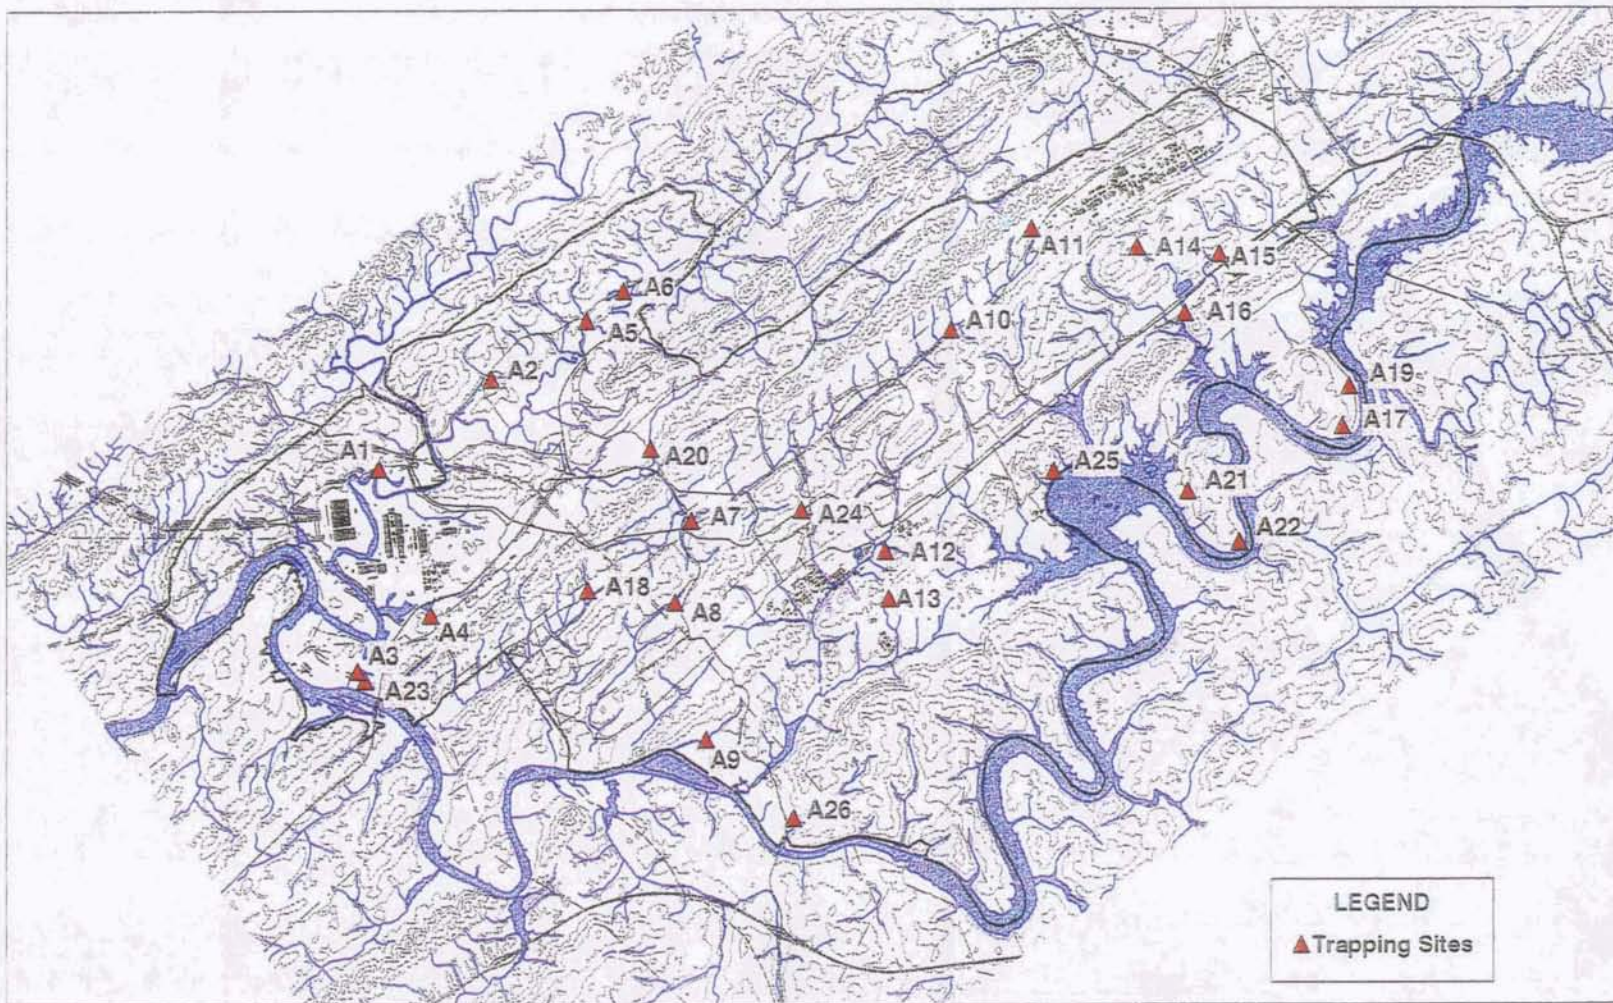 A11
A14
A15
A6
A16
A5
A10
A2
A19
A17
A20
A1
A25
A21
A7
A24
A22
A12
A18
A13
A8
A4
A3
A23
A9
A26
LEGEND
Trapping Sites